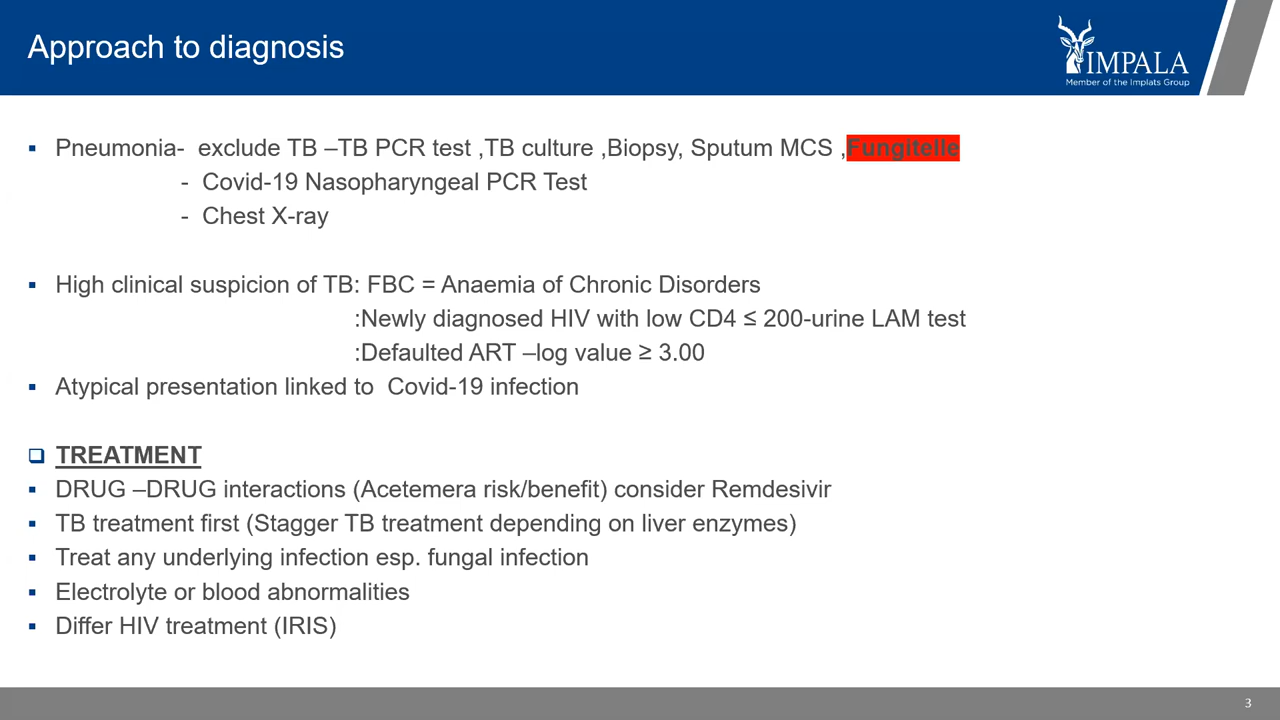 Approach to diagnosis
IMPALA
Member of the Implats Group
Pneumonia- exclude TB –TB PCR test ,TB culture ,Biopsy, Sputum MCS ,Fungitelle
- Covid-19 Nasopharyngeal PCR Test
- Chest X-ray
High clinical suspicion of TB: FBC = Anaemia of Chronic Disorders
:Newly diagnosed HIV with low CD4 ≤ 200-urine LAM test
:Defaulted ART –log value ≥ 3.00
Atypical presentation linked to Covid-19 infection
TREATMENT
DRUG –DRUG interactions (Acetemera risk/benefit) consider Remdesivir
TB treatment first (Stagger TB treatment depending on liver enzymes)
Treat any underlying infection esp. fungal infection
Electrolyte or blood abnormalities
Differ HIV treatment (IRIS)
3